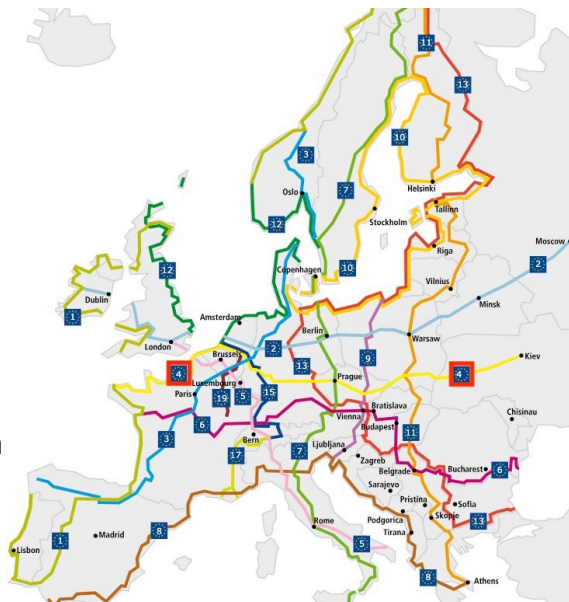 11
13
3
10
7
Oslo
Helsinki
Tallinn
Stockholm
12
12
Riga
Moscow
2
10
Copenhagen
Vilnius
Dublin
1
Minsk
Amsterdam
Berlin
London
2
Warsaw
Brussels
13
9
4
4
Kiev
Luxembourg
Prague
Paris
19
5
15
6
Vienna
Bratislava
Chisinau
Budapest
3
Bern
11
17
7
Ljubljana
Zagreb
Belgrade
Bucharest
6
Sarajevo
Pristina
Sofia
13
Podgorica
Skopje
Rome
Tirana
1
Madrid
8
5
Lisbon
8
Athens